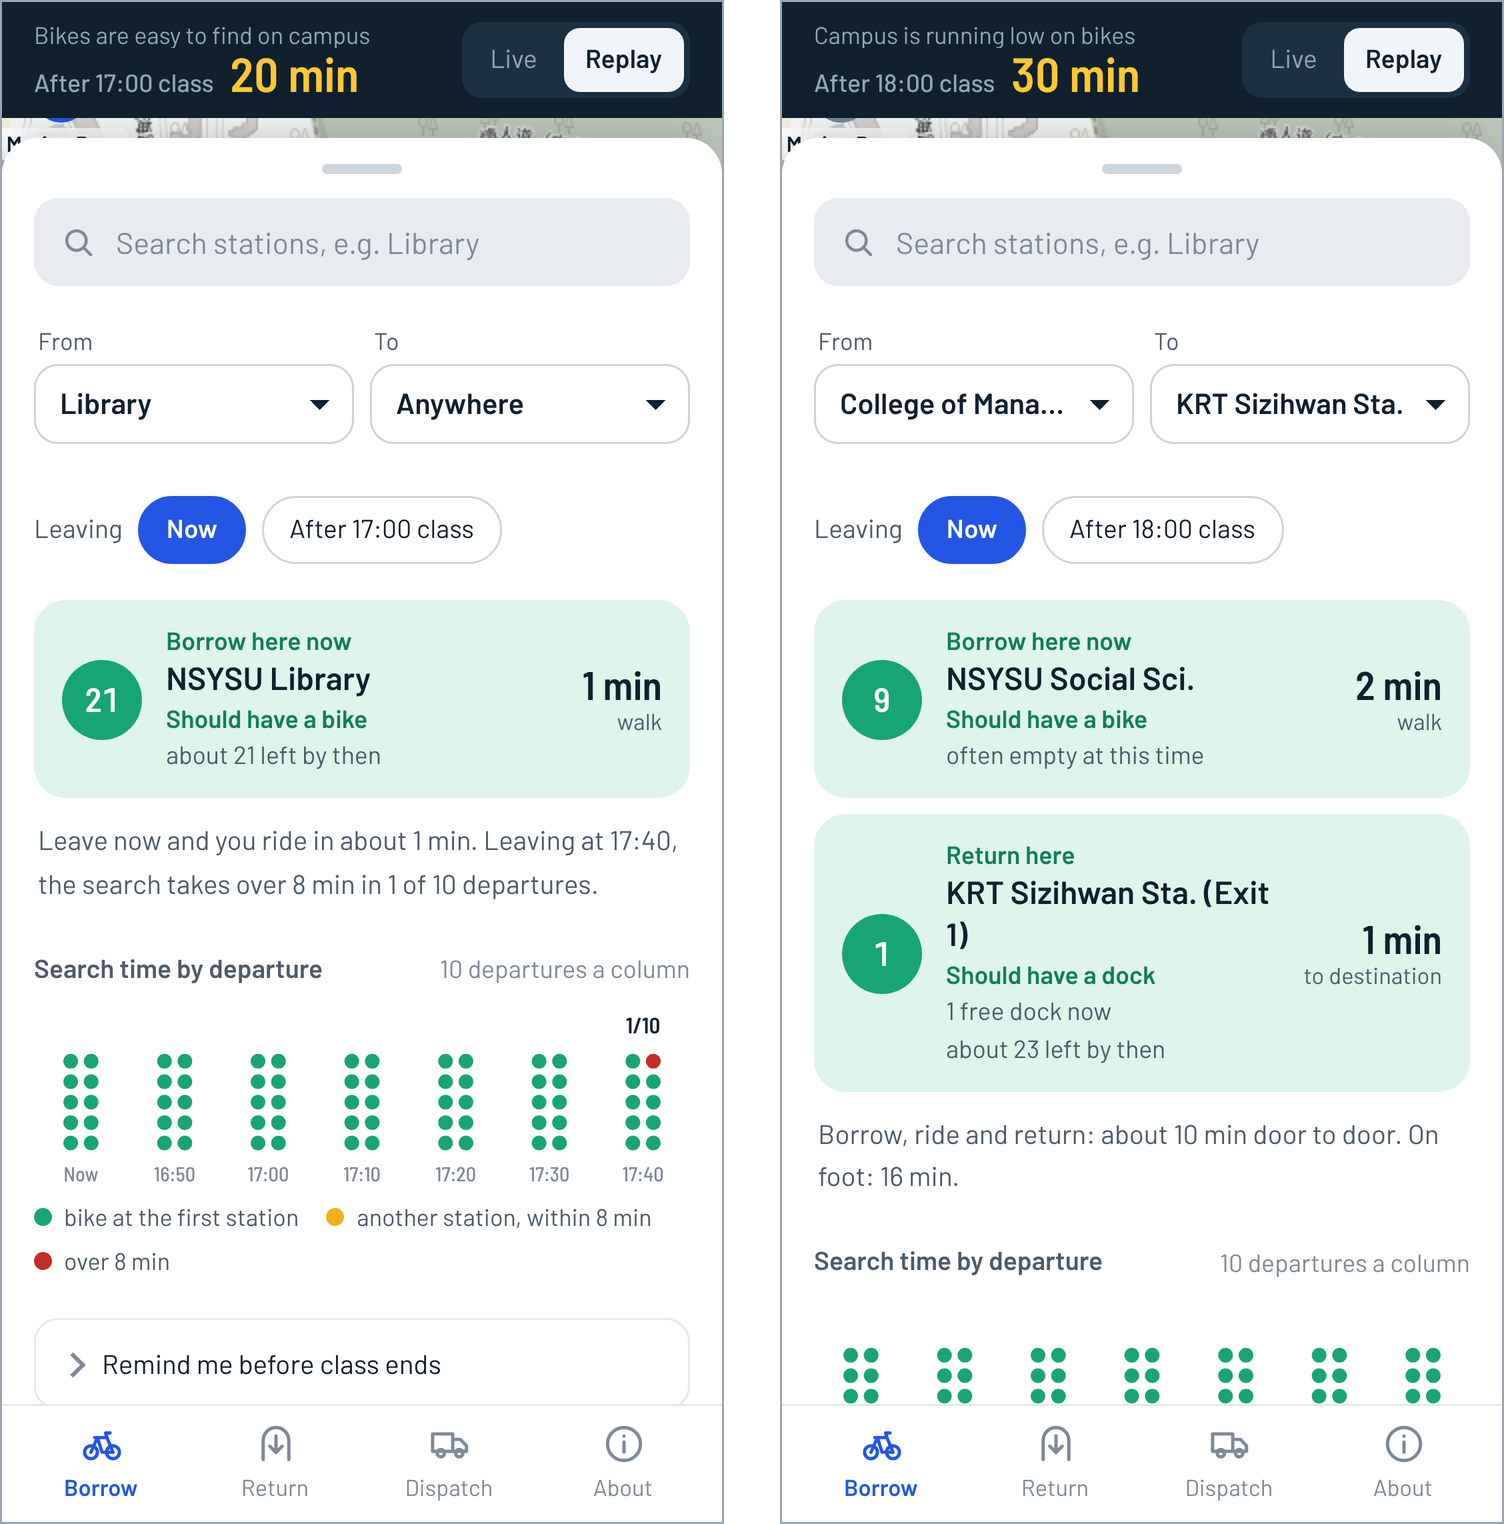 Bikes are easy to find on campus
After 17:00 class 20 min
Live
Replay
Search stations, e.g. Library
From
To
Library
Anywhere
Leaving
Now
After 17:00 class
Borrow here now
21
NSYSU Library
Should have a bike
about 21 left by then
1 min
walk
Leave now and you ride in about 1 min. Leaving at 17:40,
the search takes over 8 min in 1 of 10 departures.
Search time by departure
10 departures a column
1/10
Now 16:50 17:00 17:10 17:20 17:30 17:40
bike at the first station
another station, within 8 min
over 8 min
Remind me before class ends
Borrow
Return
Dispatch
About
Campus is running low on bikes
After 18:00 class 30 min
Live
Replay
Search stations, e.g. Library
From
To
College of Mana...
KRT Sizihwan Sta.
Leaving
Now
After 18:00 class
Borrow here now
9
NSYSU Social Sci.
Should have a bike
often empty at this time
2 min
walk
Return here
1
KRT Sizihwan Sta. (Exit
1)
Should have a dock
1 free dock now
about 23 left by then
1 min
to destination
Borrow, ride and return: about 10 min door to door. On
foot: 16 min.
Search time by departure
10 departures a column
Borrow
Return
Dispatch
About